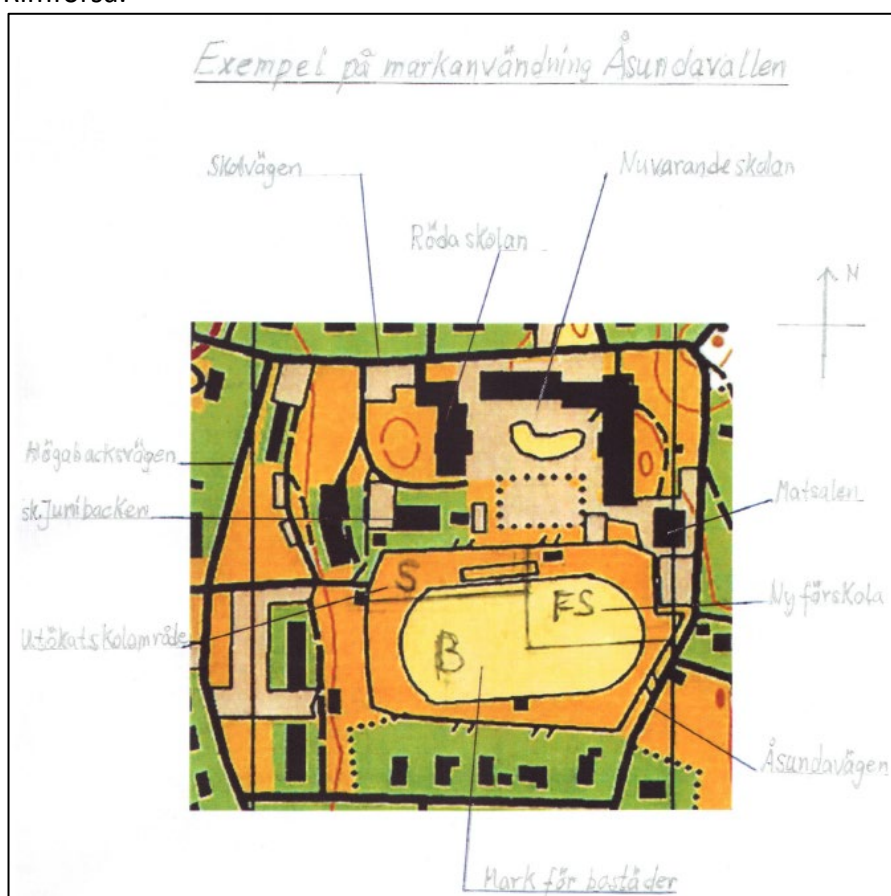 Exempel på markanvändning Åsundavallen
Skolvägen
Nuvarande skolan
Röda skolan
N
Högabacksvägen
sk. Junibacken
Matsalen
S
FS
Ny förskola
Utökat skolområde
B
Åsundavägen
Mark för bostäder